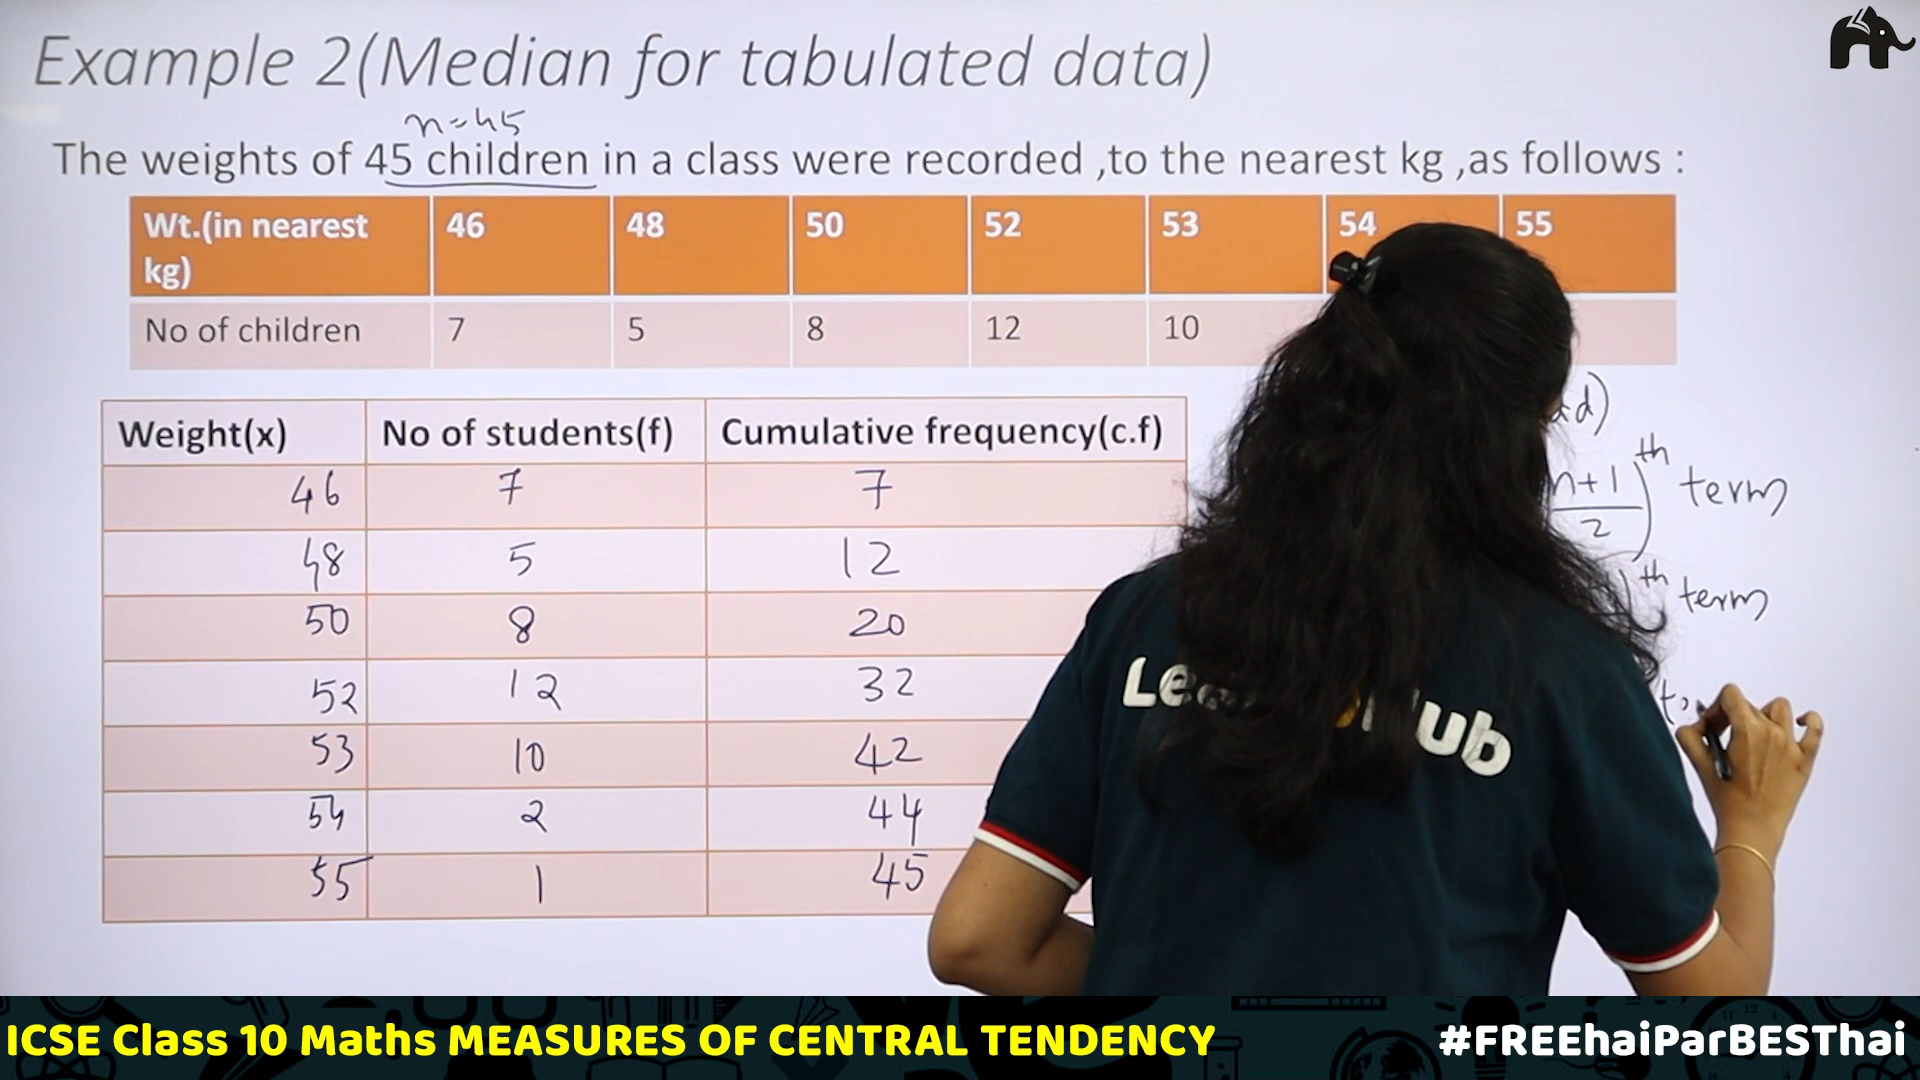 Example 2(Median for tabulated data)
n=45
The weights of 45 children in a class were recorded ,to the nearest kg ,as follows :
Wt.(in nearest kg) 46 48 50 52 53 54 55
No of children 7 5 8 12 10
Weight(x) No of students(f) Cumulative frequency(c.f)
46 7 7
48 5 12
50 8 20
52 12 32
53 10 42
54 2 44
55 1 45
n+1 th term
2
th term
ub
ICSE Class 10 Maths MEASURES OF CENTRAL TENDENCY
#FREEhaiParBESThai